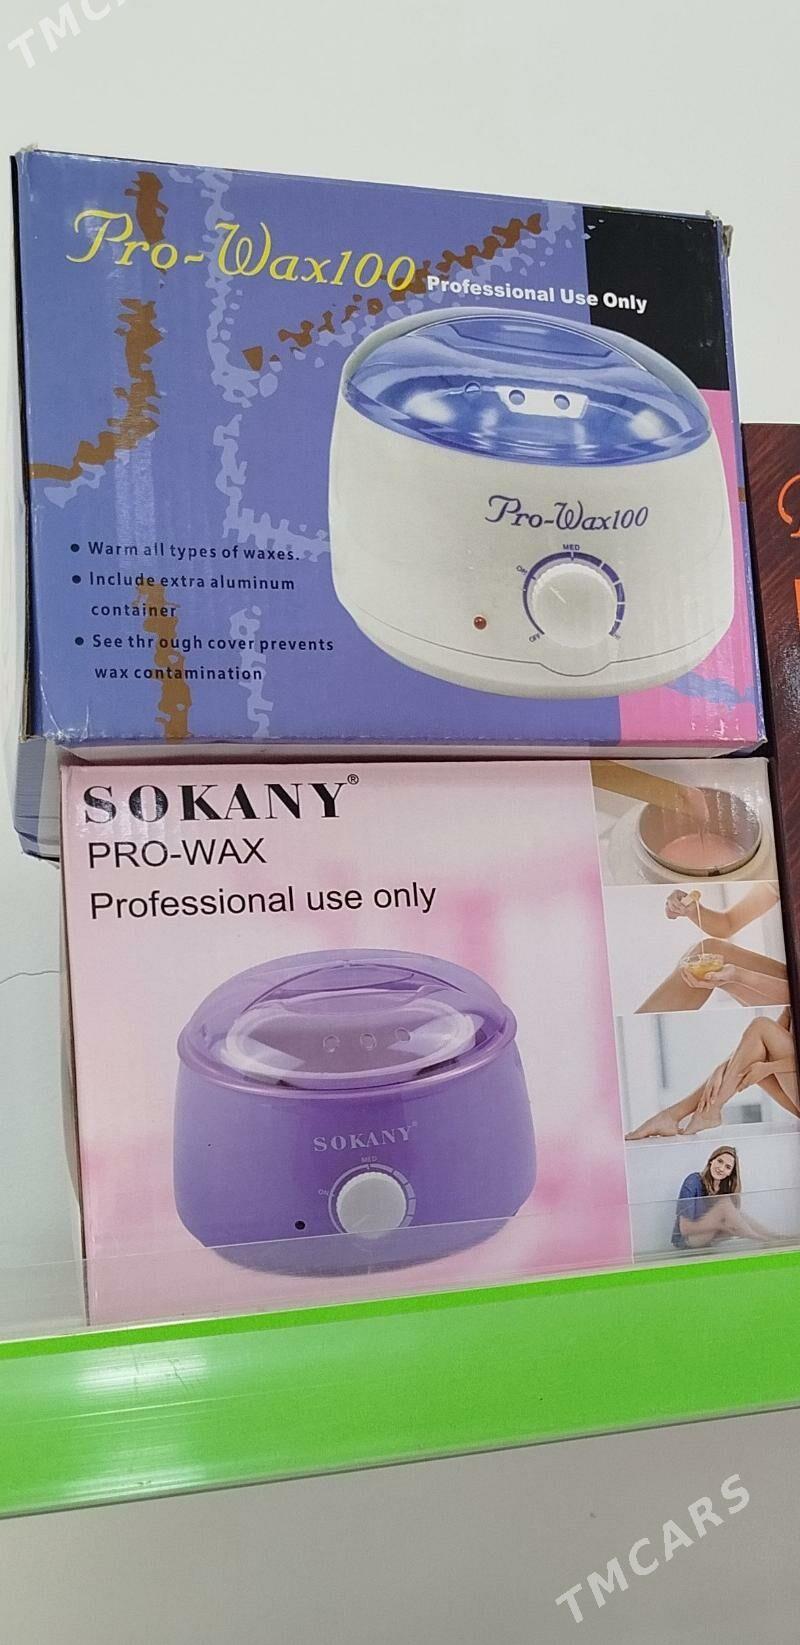 TMCA
Pro-Wax100 Professional Use Only
Pro-Wax100
MED
ON
OFF
• Warm all types of waxes.
• Include extra aluminum
container
• See thr ough cover prevents
wax contamination
SOKANY®
PRO-WAX
Professional use only
SOKANY
MED
ON
TMCARS